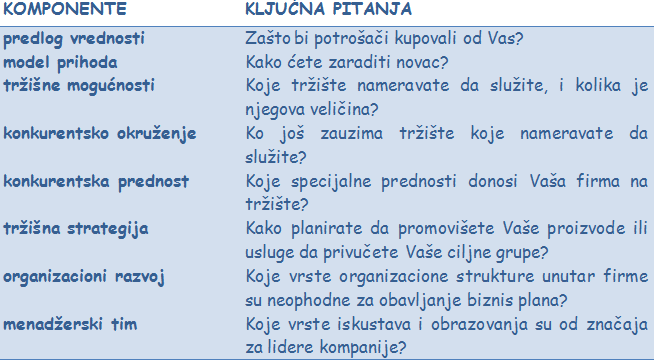 KOMPONENTE KLJUČNA PITANJA
predlog vrednosti Zašto bi potrošači kupovali od Vas?
model prihoda Kako ćete zaraditi novac?
tržišne mogućnosti Koje tržište nameravate da služite, i kolika je
njegova veličina?
konkurentsko okruženje Ko još zauzima tržište koje nameravate da
služite?
konkurentska prednost Koje specijalne prednosti donosi Vaša firma na
tržište?
tržišna strategija Kako planirate da promovišete Vaše proizvode ili
usluge da privučete Vaše ciljne grupe?
organizacioni razvoj Koje vrste organizacione strukture unutar firme
su neophodne za obavljanje biznis plana?
menadžerski tim Koje vrste iskustava i obrazovanja su od značaja
za lidere kompanije?